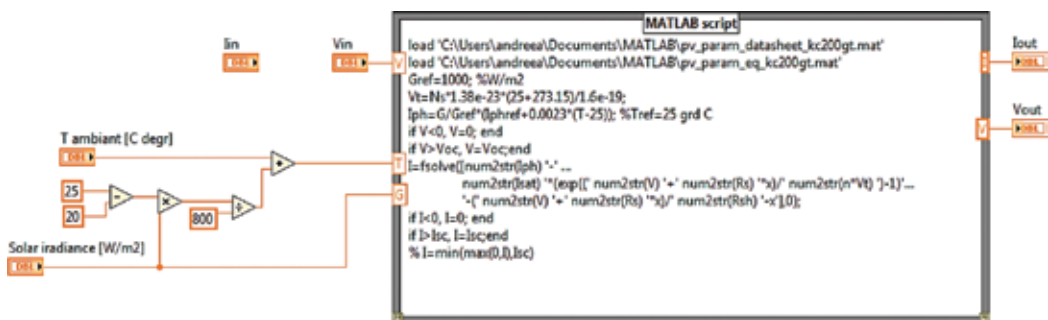 MATLAB script
Iin
Vin
V
load 'C:\Users\andreea\Documents\MATLAB\pv_param_datasheet_kc200gt.mat'
load 'C:\Users\andreea\Documents\MATLAB\pv_param_eq_kc200gt.mat'
Gref=1000; %W/m2
Vt=Ns*1.38e-23*(25+273.15)/1.6e-19;
Iph=G/Gref*(Iphref+0.0023*(T-25)); %Tref=25 grd C
if V<0, V=0; end
if V>Voc, V=Voc;end
I=fsolve([num2str(Iph) '-' ...
num2str(Isat) '*(exp((' num2str(V) '+' num2str(Rs) '*x)/' num2str(n*Vt) ')-1)'...
'-(' num2str(V) '+' num2str(Rs) '*x)/' num2str(Rsh) '-x'],0);
if I<0, I=0; end
if I>Isc, I=Isc;end
% I=min(max(0,I),Isc)
Iout
Vout
V
T ambiant [C degr]
T
G
25
20
800
Solar iradiance [W/m2]